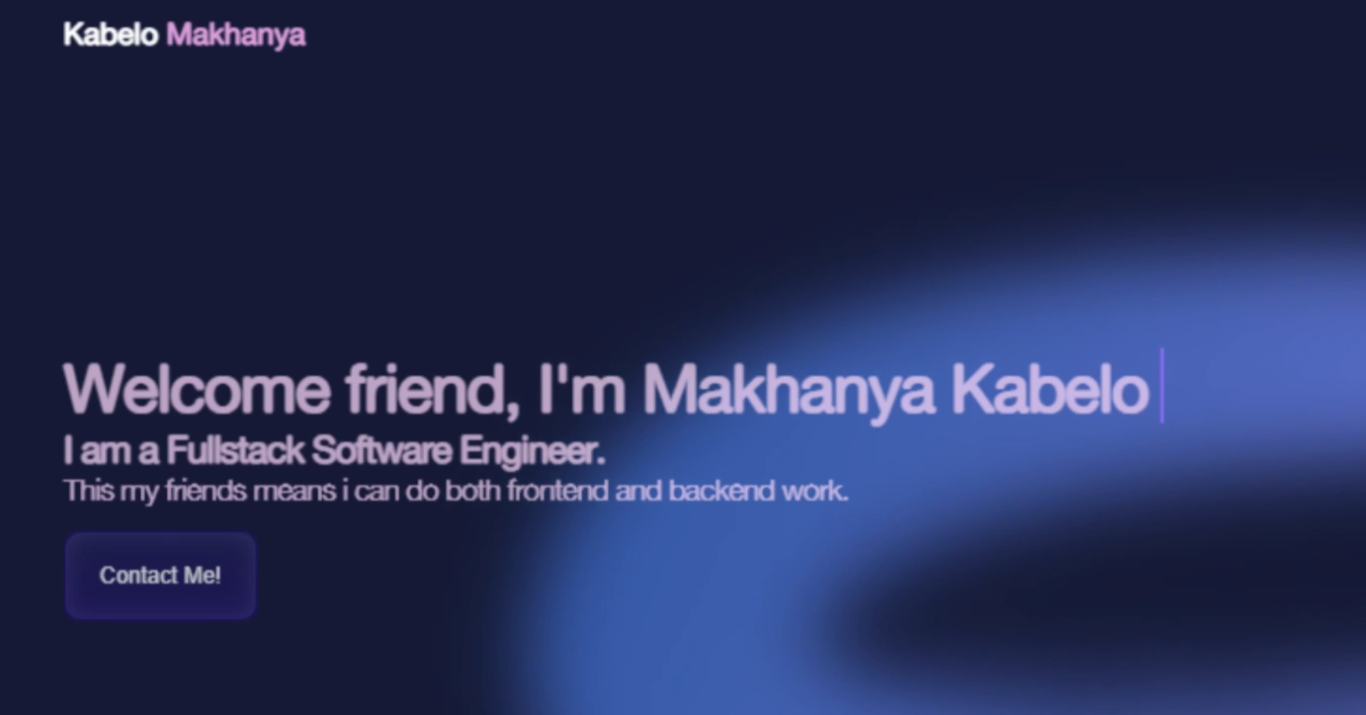 Kabelo Makhanya
Welcome friend, I'm Makhanya Kabelo
I am a Fullstack Software Engineer.
This my friends means i can do both frontend and backend work.
Contact Me!